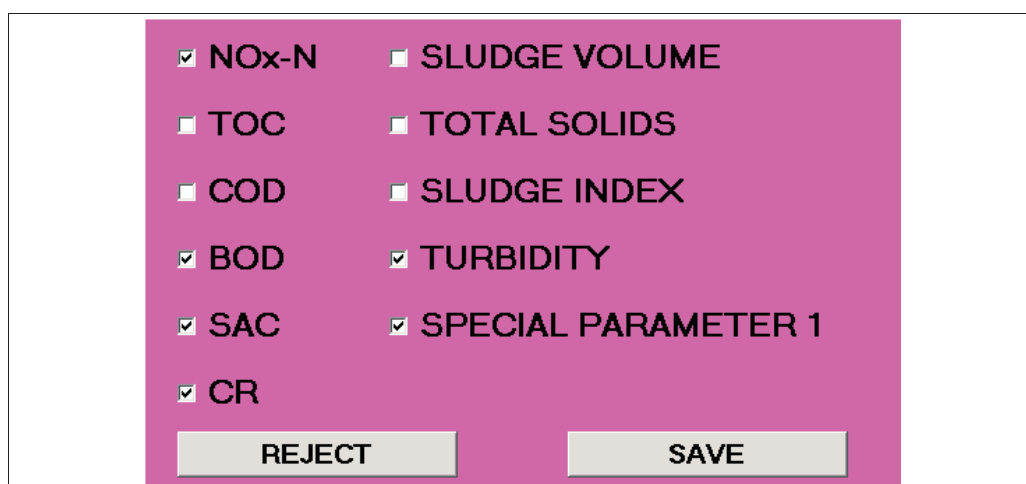 NOx-N SLUDGE VOLUME
TOC TOTAL SOLIDS
COD SLUDGE INDEX
BOD TURBIDITY
SAC SPECIAL PARAMETER 1
CR
REJECT SAVE